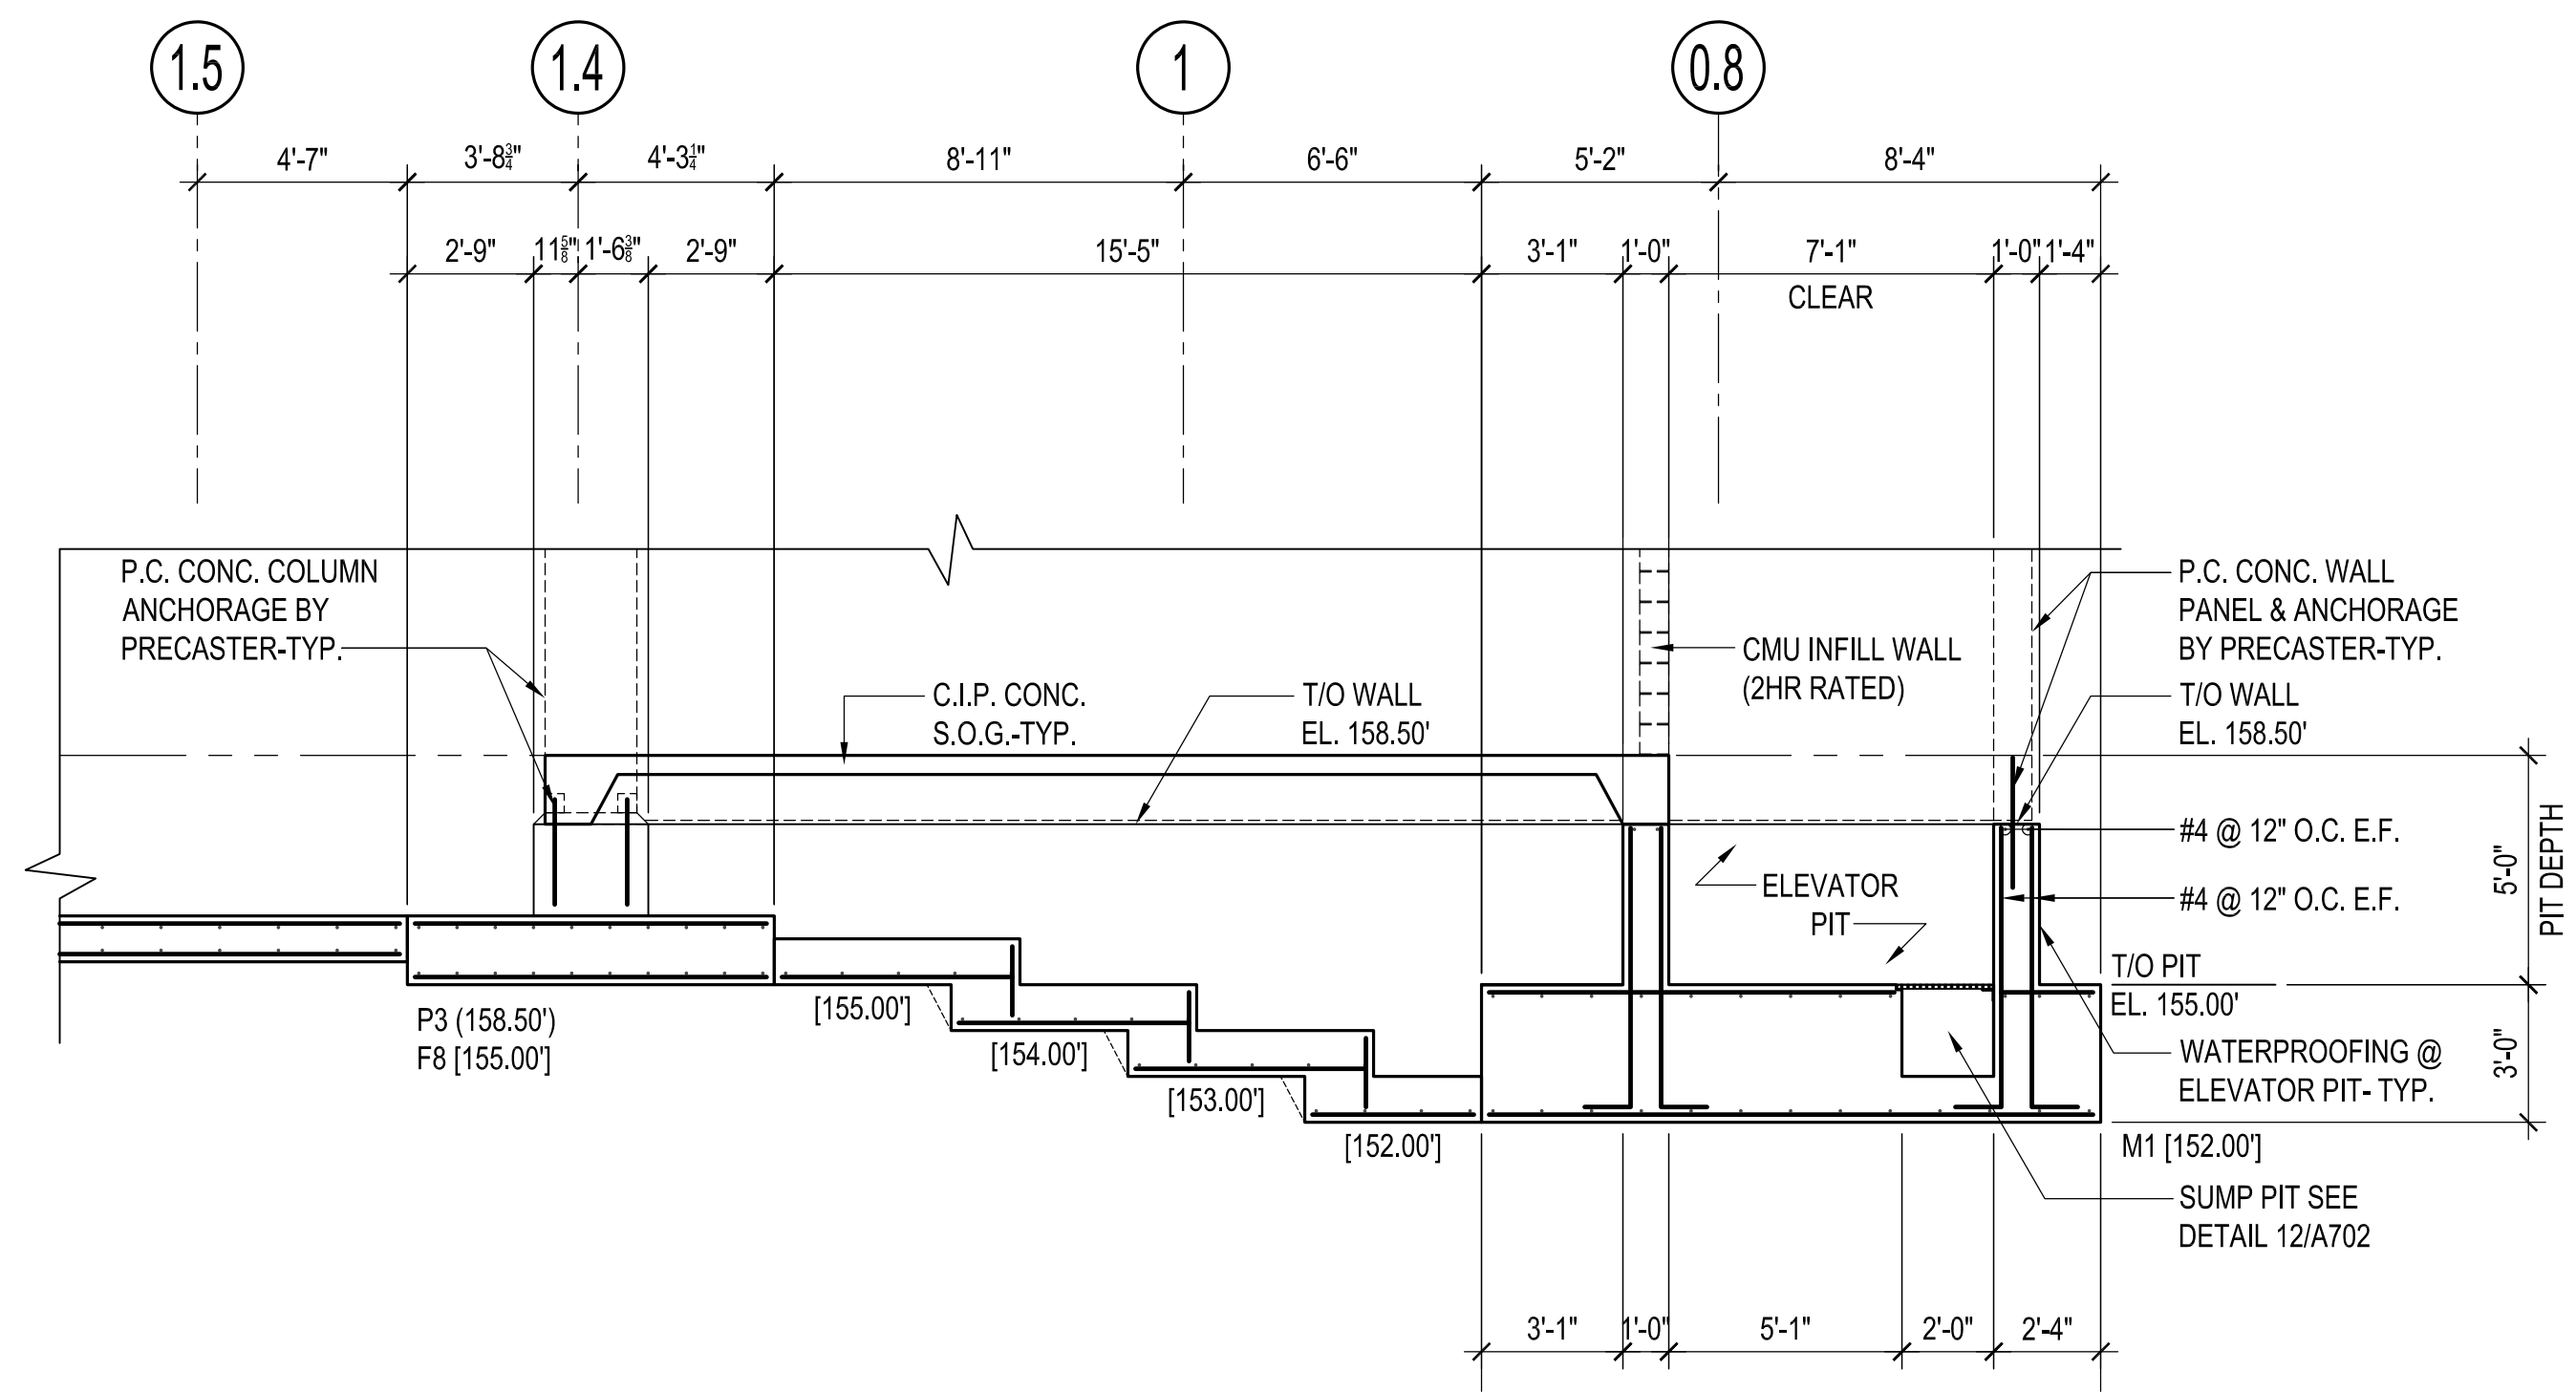 1.5
1.4
1
0.8
4'-7"
3'-8¾"
4'-3¼"
8'-11"
6'-6"
5'-2"
8'-4"
2'-9"
11⅝"
1'-6⅜"
2'-9"
15'-5"
3'-1"
1'-0"
7'-1"
CLEAR
1'-0"
1'-4"
P.C. CONC. COLUMN
ANCHORAGE BY
PRECASTER-TYP.
C.I.P. CONC.
S.O.G.-TYP.
T/O WALL
EL. 158.50'
CMU INFILL WALL
(2HR RATED)
P.C. CONC. WALL
PANEL & ANCHORAGE
BY PRECASTER-TYP.
T/O WALL
EL. 158.50'
#4 @ 12" O.C. E.F.
#4 @ 12" O.C. E.F.
5'-0"
PIT DEPTH
ELEVATOR
PIT
T/O PIT
EL. 155.00'
WATERPROOFING @
ELEVATOR PIT- TYP.
3'-0"
P3 (158.50')
F8 [155.00']
[155.00']
[154.00']
[153.00']
[152.00']
M1 [152.00']
SUMP PIT SEE
DETAIL 12/A702
3'-1"
1'-0"
5'-1"
2'-0"
2'-4"